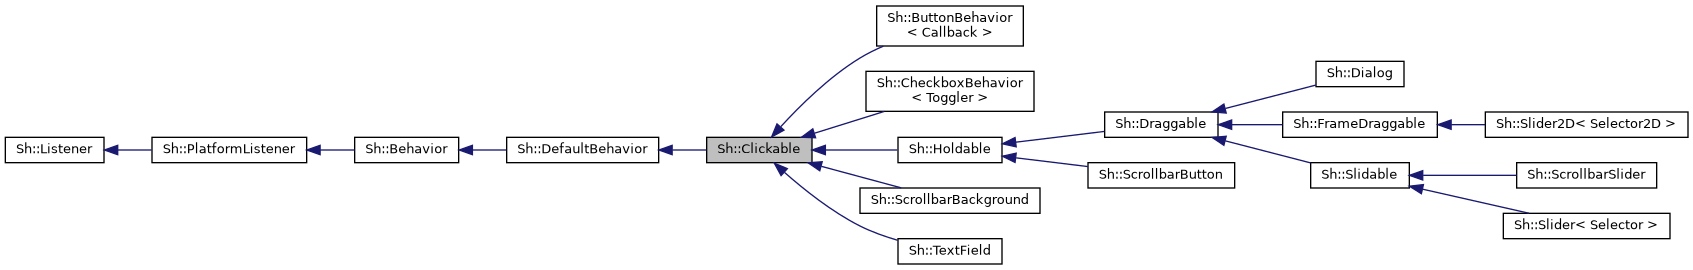 Sh::Listener
Sh::PlatformListener
Sh::Behavior
Sh::DefaultBehavior
Sh::Clickable
Sh::ButtonBehavior
< Callback >
Sh::CheckboxBehavior
< Toggler >
Sh::Holdable
Sh::ScrollbarBackground
Sh::TextField
Sh::Draggable
Sh::ScrollbarButton
Sh::Dialog
Sh::FrameDraggable
Sh::Slidable
Sh::Slider2D< Selector2D >
Sh::ScrollbarSlider
Sh::Slider< Selector >